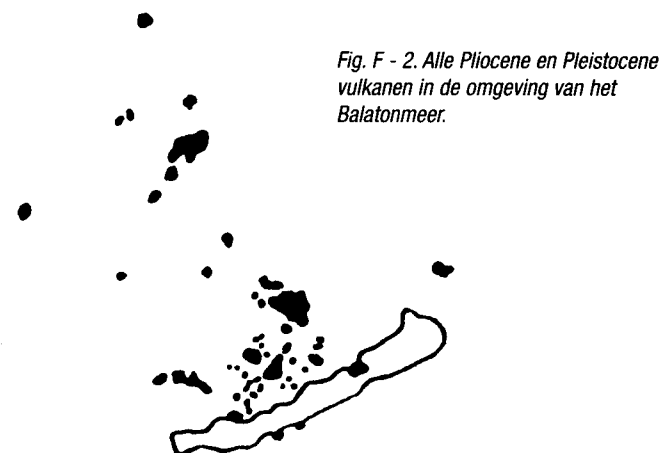 Fig. F - 2. Alle Pliocene en Pleistocene
vulkanen in de omgeving van het
Balatonmeer.